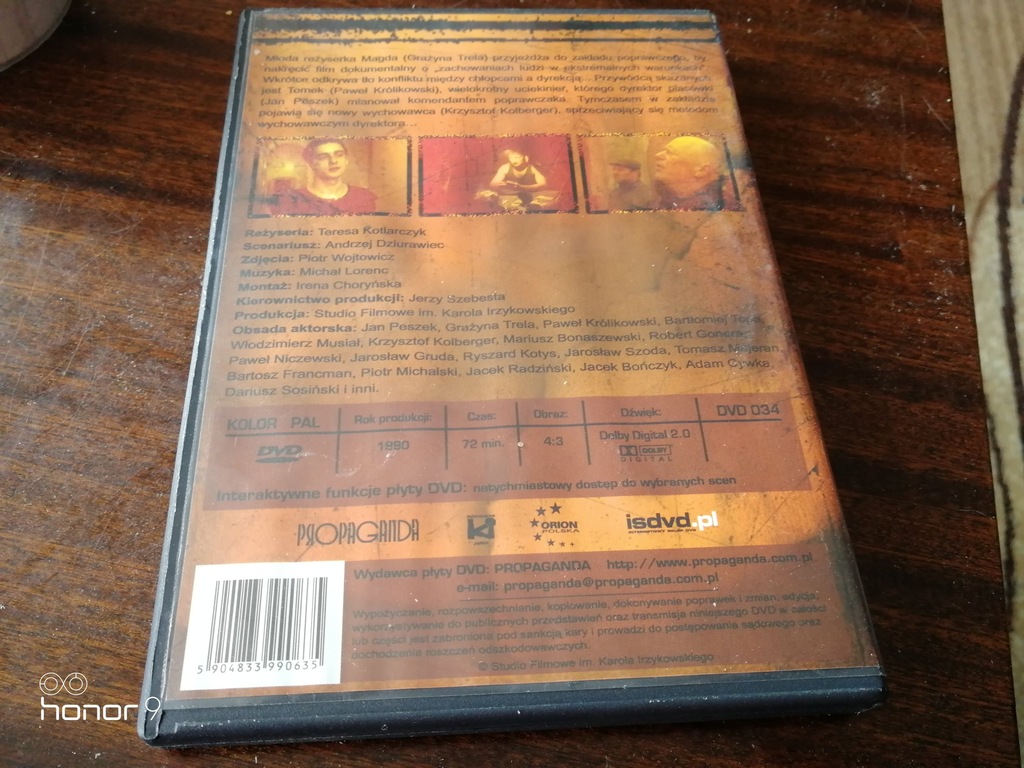 Młoda reżyserka Magda (Grażyna Trela) przyjeżdża do zakładu poprawczego, by
nakręcić film dokumentalny o „zachowaniach ludzi w ekstremalnych warunkach”.
Wkrótce odkrywa tło konfliktu między chłopcami a dyrekcją... Przywódcą skazanych
jest Tomek (Paweł Królikowski), wielokrotny uciekinier, którego dyrektor placówki
(Jan Peszek) mianował komendantem poprawczaka. Tymczasem w zakładzie
pojawia się nowy wychowawca (Krzysztof Kolberger), sprzeciwiający się metodom
wychowawczym dyrektora...
Reżyseria: Teresa Kotlarczyk
Scenariusz: Andrzej Dziurawiec
Zdjęcia: Piotr Wojtowicz
Muzyka: Michał Lorenc
Montaż: Irena Choryńska
Kierownictwo produkcji: Jerzy Szebesta
Produkcja: Studio Filmowe im. Karola Irzykowskiego
Obsada aktorska: Jan Peszek, Grażyna Trela, Paweł Królikowski, Bartłomiej Topa,
Włodzimierz Musiał, Krzysztof Kolberger, Mariusz Bonaszewski, Robert Gonera,
Paweł Niczewski, Jarosław Gruda, Ryszard Kotys, Jarosław Szoda, Tomasz Mejeran
Bartosz Francman, Piotr Michalski, Jacek Radziński, Jacek Bończyk, Adam Cywka,
Dariusz Sosiński i inni.
KOLOR PAL Rok produkcji: Czas: Obraz: Dźwięk: DVD 034
DVD 1990 72 min. 4:3 Dolby Digital 2.0
DOLBY
DIGITAL
Interaktywne funkcje płyty DVD: natychmiastowy dostęp do wybranych scen
PROPAGANDA ORION POLSKA isdvd.pl
Wydawca płyty DVD: PROPAGANDA http://www.propaganda.com.pl
e-mail: propaganda@propaganda.com.pl
Wypożyczanie, rozpowszechnianie, kopiowanie, dokonywanie poprawek i zmian, edycja,
wykorzystywanie do publicznych przedstawień oraz transmisja niniejszego DVD w całości
lub części jest zabroniona pod sankcją kary i prowadzi do postępowania sądowego oraz
dochodzenia roszczeń odszkodowawczych.
© Studio Filmowe im. Karola Irzykowskiego
5 904833 990635
honor 9